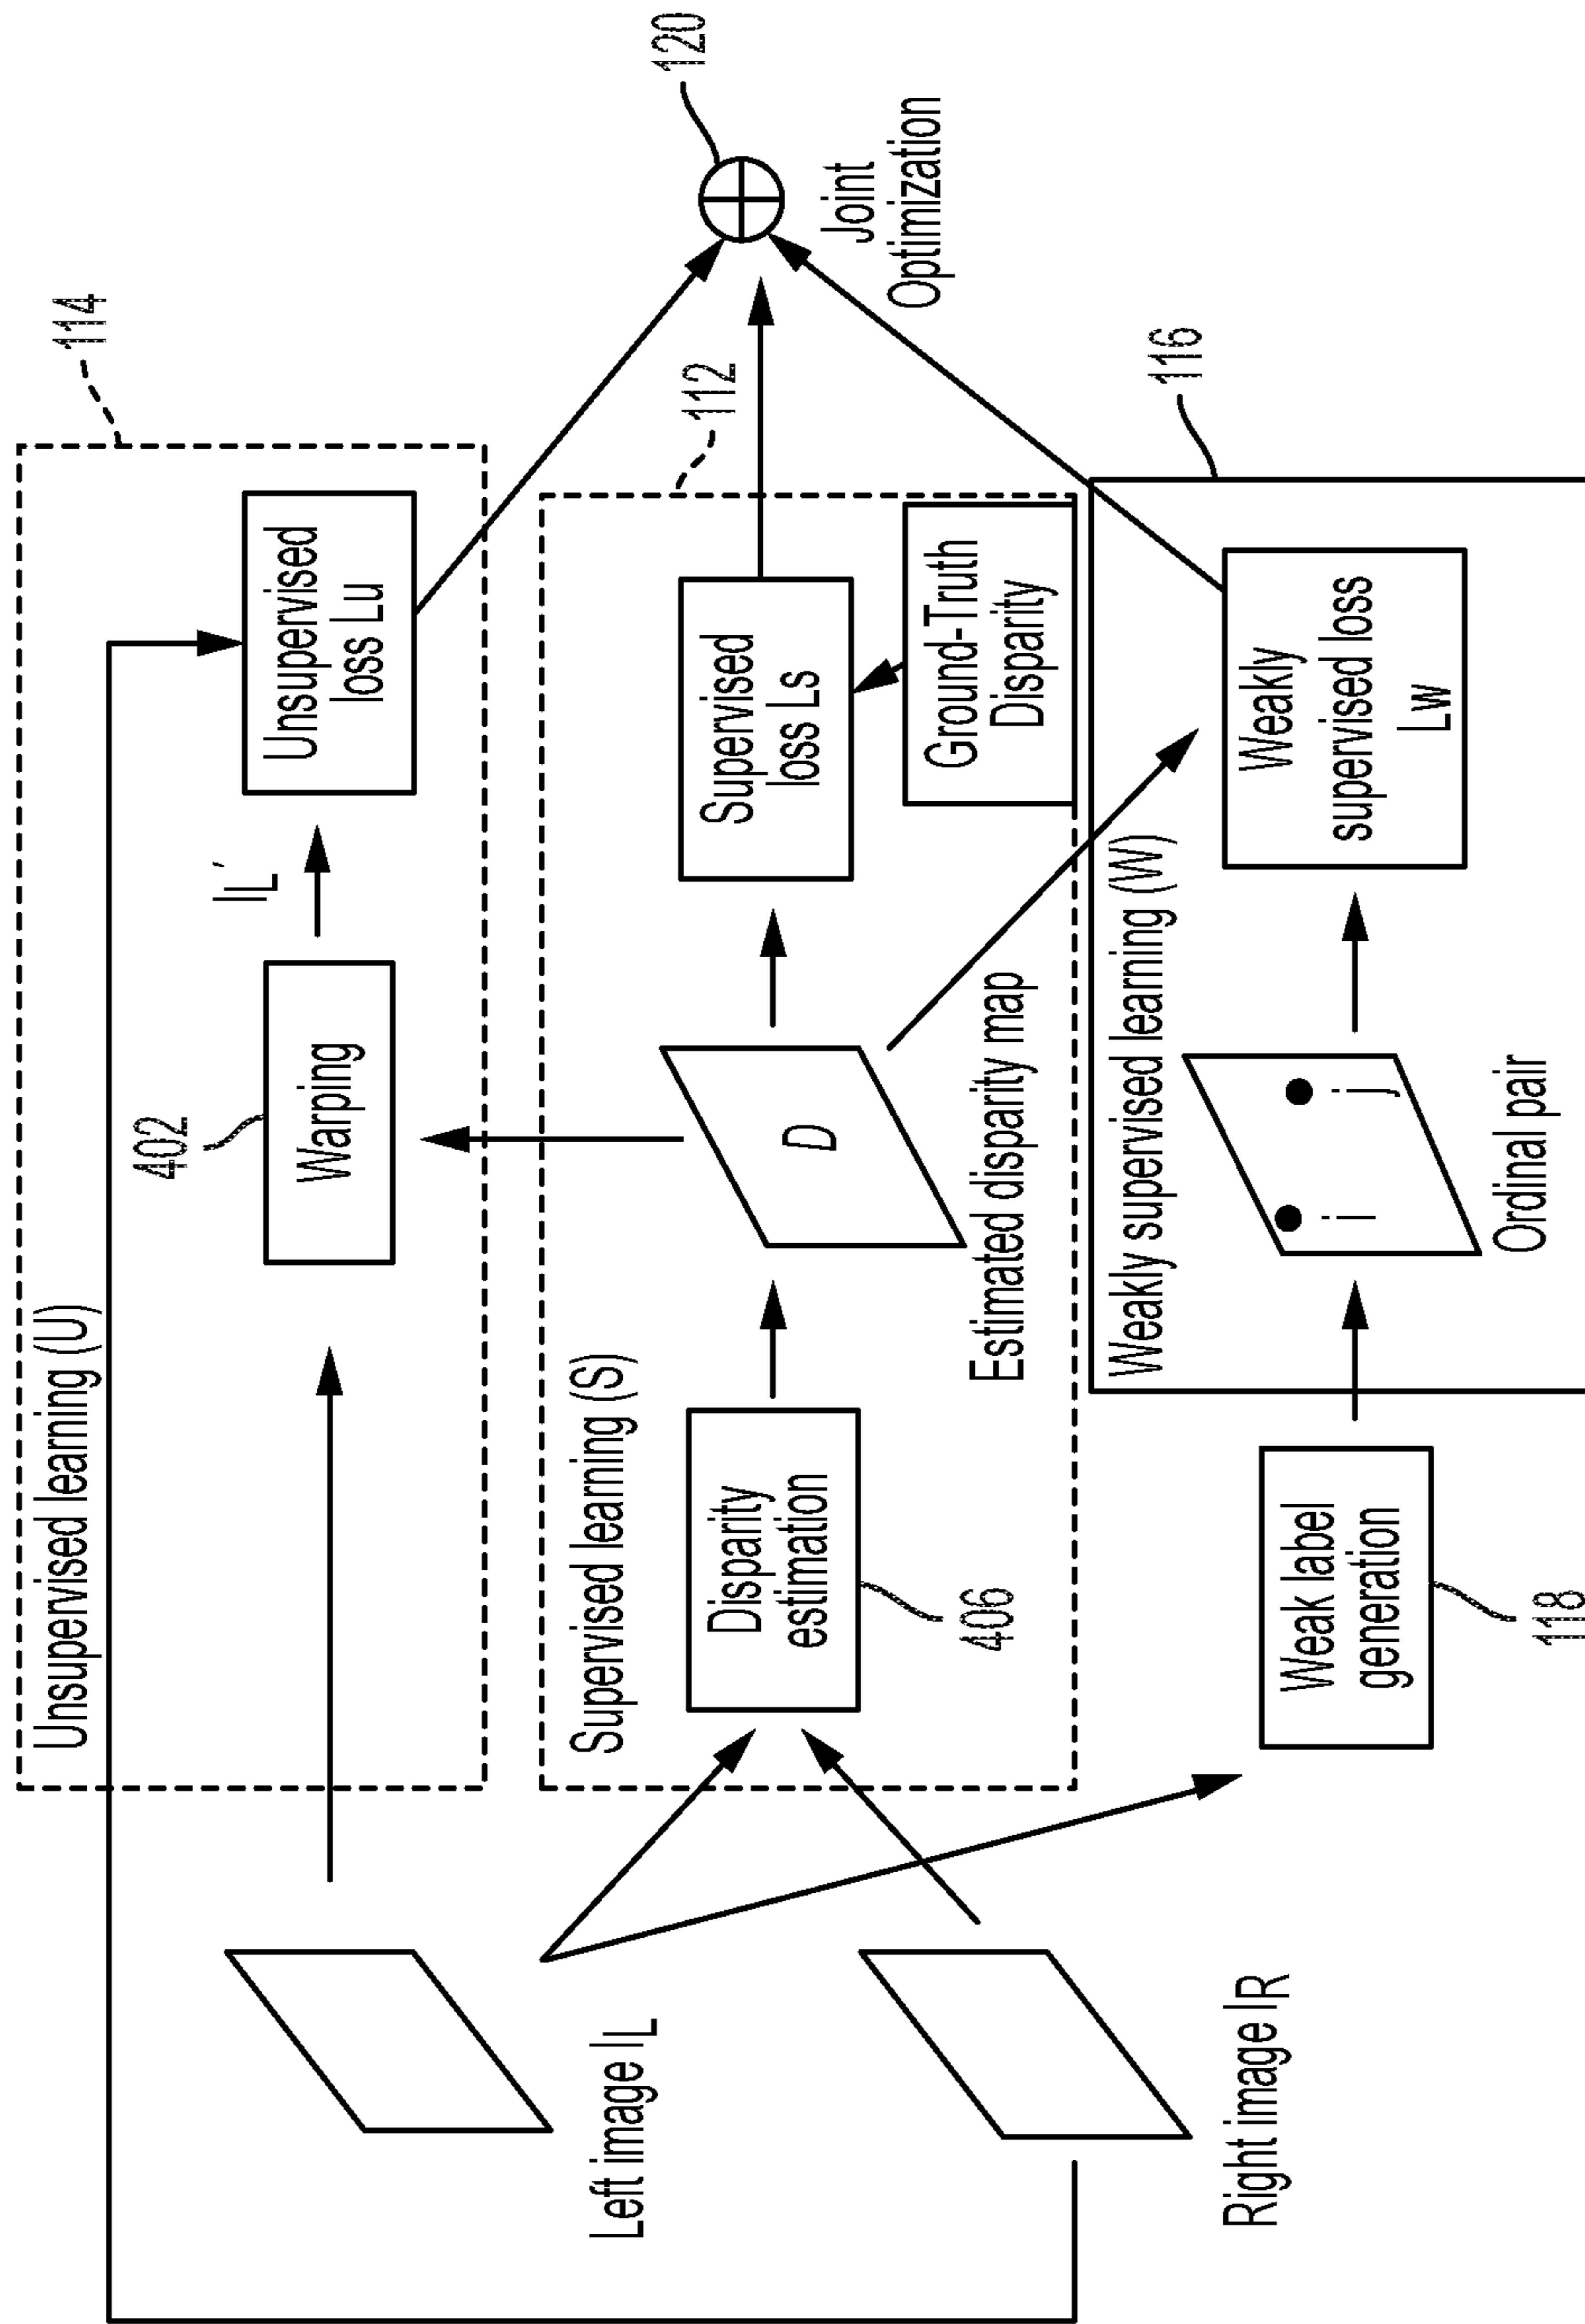 Unsupervised learning (U)
114
402
Warping
IL′
Unsupervised
loss Lu
Left image IL
Supervised learning (S)
112
Disparity
estimation
406
D
Estimated disparity map
Supervised
loss Ls
Ground-Truth
Disparity
120
Joint
Optimization
Right image IR
Weak label
generation
118
Weakly supervised learning (W)
116
i
j
Ordinal pair
Weakly
supervised loss
Lw